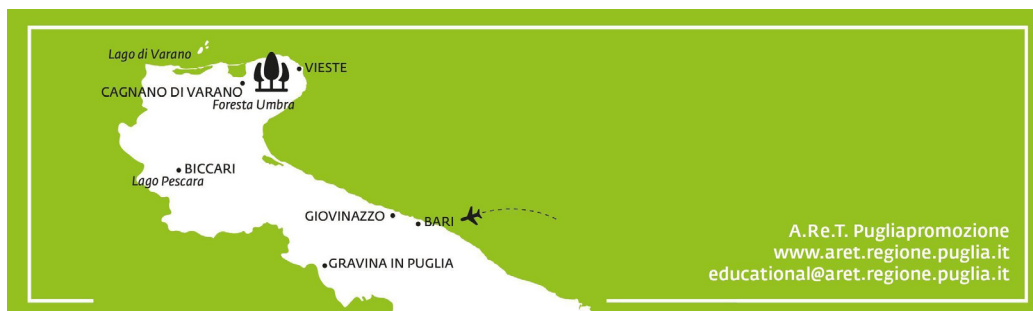 Lago di Varano
VIESTE
CAGNANO DI VARANO
Foresta Umbra
BICCARI
Lago Pescara
GIOVINAZZO
BARI
GRAVINA IN PUGLIA
A.Re.T. Pugliapromozione
www.aret.regione.puglia.it
educational@aret.regione.puglia.it